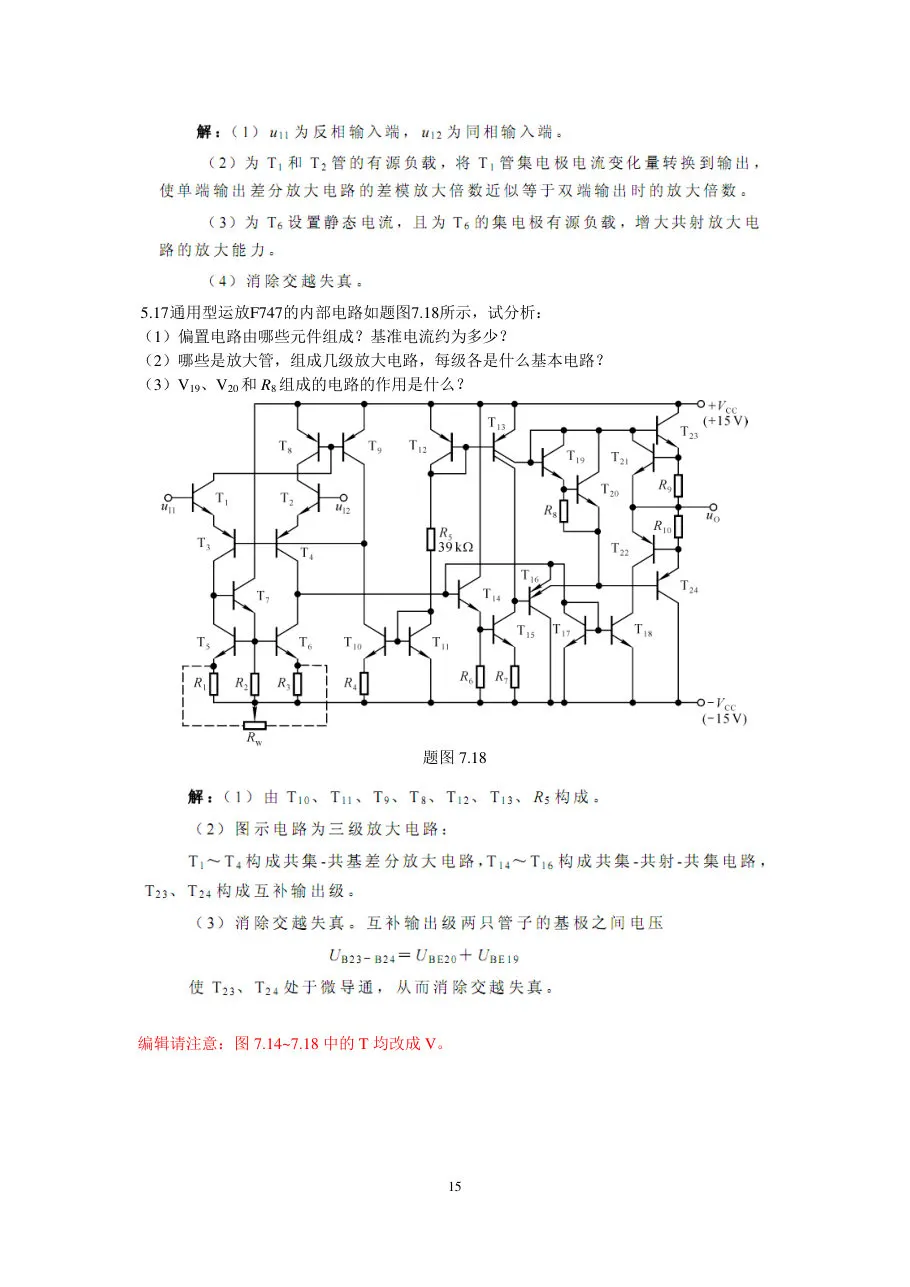 解：（1）u11 为反相输入端，u12 为同相输入端。
（2）为 T1 和 T2 管的有源负载，将 T1 管集电极电流变化量转换到输出，
使单端输出差分放大电路的差模放大倍数近似等于双端输出时的放大倍数。
（3）为 T6 设置静态电流，且为 T6 的集电极有源负载，增大共射放大电
路的放大能力。
（4）消除交越失真。
5.17通用型运放F747的内部电路如题图7.18所示，试分析：
（1）偏置电路由哪些元件组成？基准电流约为多少？
（2）哪些是放大管，组成几级放大电路，每级各是什么基本电路？
（3）V19、V20 和 R8 组成的电路的作用是什么？
+VCC
(+15 V)
T13
T23
T8
T9
T12
T19
T21
T1
T2
T20
R9
uI1
uI2
R8
uO
R5
39 kΩ
R10
T3
T4
T22
T16
T24
T7
T14
T5
T6
T10
T11
T15
T17
T18
R1
R2
R3
R4
R6
R7
-VCC
(-15 V)
Rw
题图 7.18
解：（1）由 T10、T11、T9、T8、T12、T13、R5 构成。
（2）图示电路为三级放大电路：
T1～T4 构成共集-共基差分放大电路，T14～T16 构成共集-共射-共集电路，
T23、T24 构成互补输出级。
（3）消除交越失真。互补输出级两只管子的基极之间电压
UB23-B24=UBE20+UBE19
使 T23、T24 处于微导通，从而消除交越失真。
编辑请注意：图 7.14~7.18 中的 T 均改成 V。
15